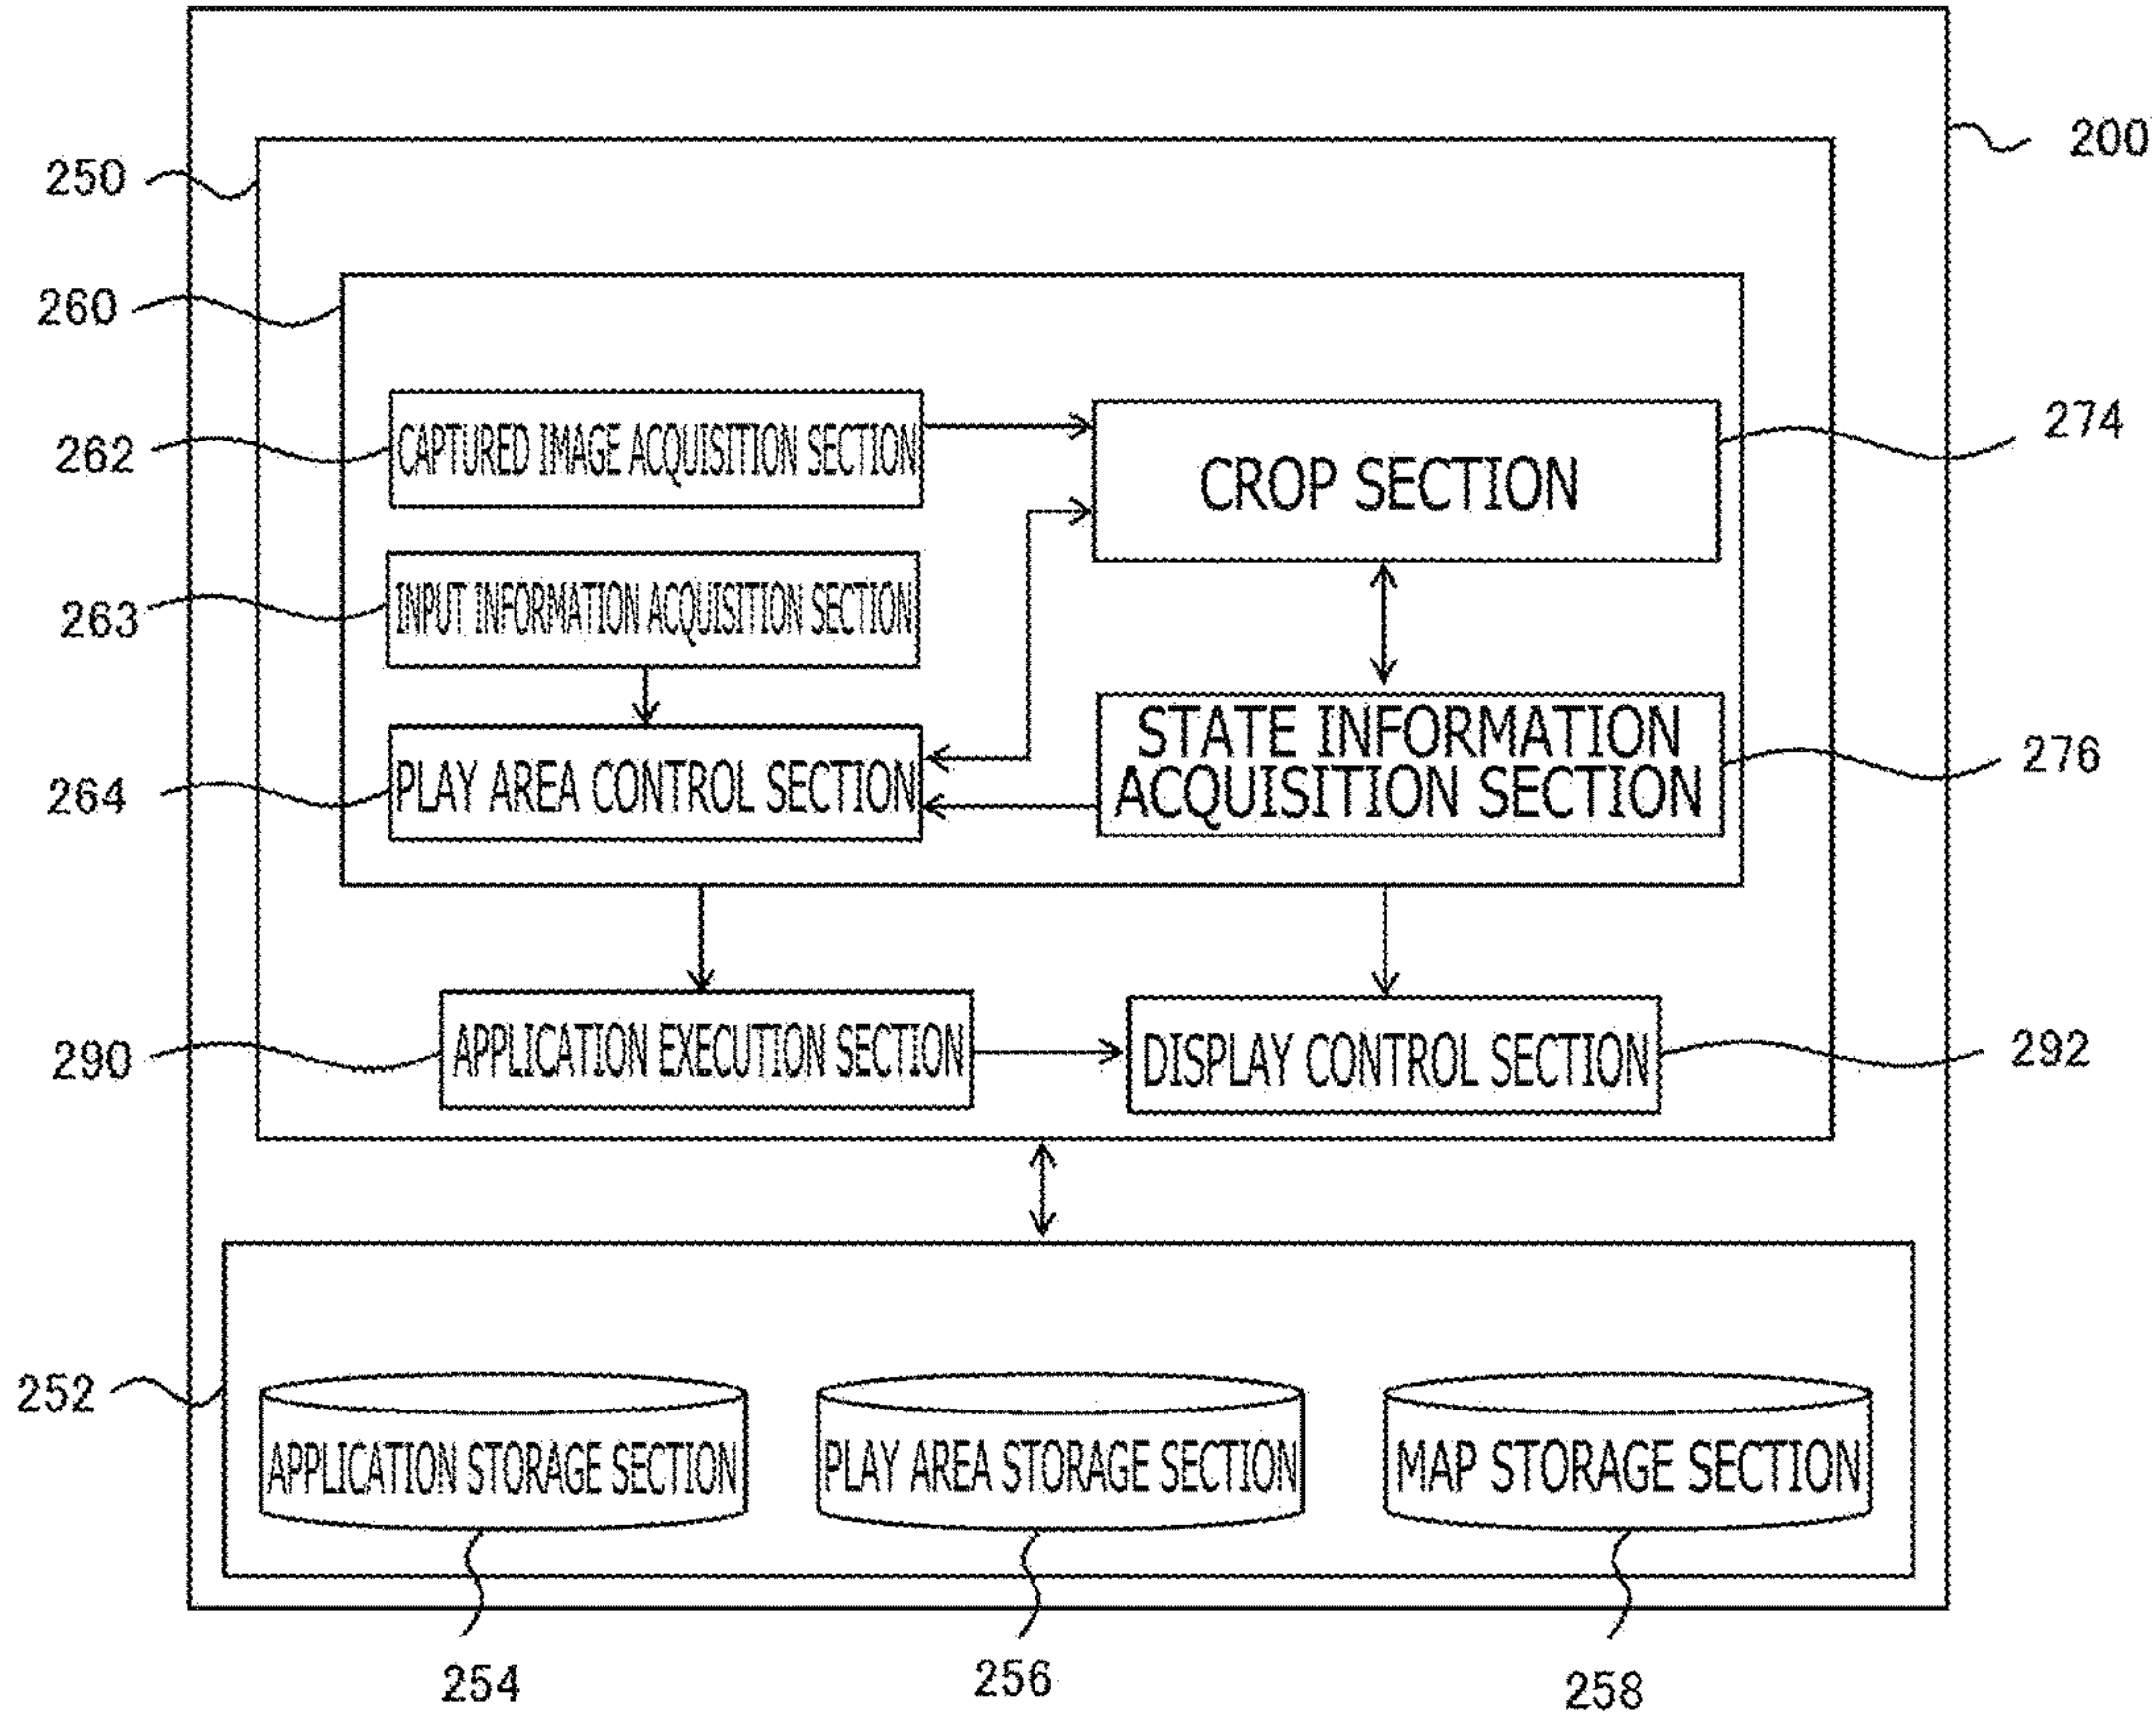 200
250
260
262
CAPTURED IMAGE ACQUISITION SECTION
274
CROP SECTION
263
INPUT INFORMATION ACQUISITION SECTION
264
PLAY AREA CONTROL SECTION
STATE INFORMATION
ACQUISITION SECTION
276
290
APPLICATION EXECUTION SECTION
DISPLAY CONTROL SECTION
292
252
APPLICATION STORAGE SECTION
PLAY AREA STORAGE SECTION
MAP STORAGE SECTION
254
256
258